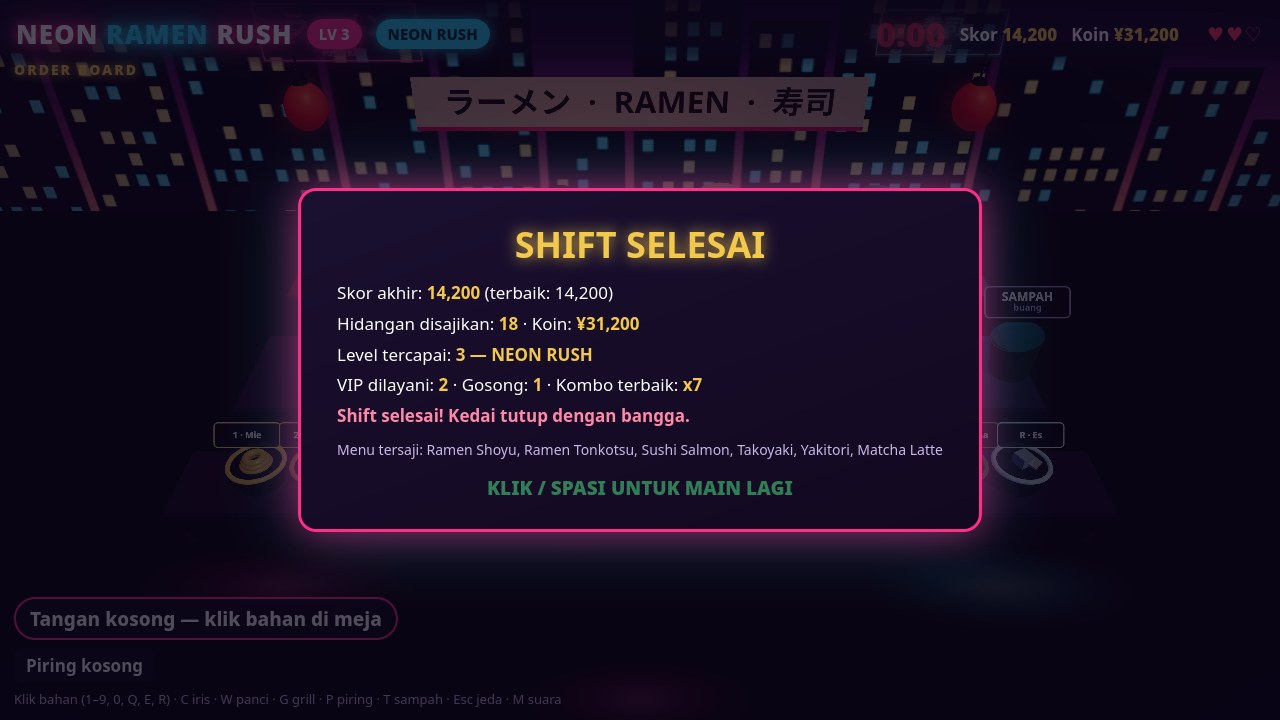 NEON RAMEN RUSH LV 3 NEON RUSH 0:00 Skor 14,200 Koin ¥31,200
ORDER BOARD
ラーメン · RAMEN · 寿司
SHIFT SELESAI
Skor akhir: 14,200 (terbaik: 14,200)
Hidangan disajikan: 18 · Koin: ¥31,200
Level tercapai: 3 — NEON RUSH
VIP dilayani: 2 · Gosong: 1 · Kombo terbaik: x7
Shift selesai! Kedai tutup dengan bangga.
Menu tersaji: Ramen Shoyu, Ramen Tonkotsu, Sushi Salmon, Takoyaki, Yakitori, Matcha Latte
KLIK / SPASI UNTUK MAIN LAGI
SAMPAH
buang
1 · Mie
R · Es
Tangan kosong — klik bahan di meja
Piring kosong
Klik bahan (1–9, 0, Q, E, R) · C iris · W panci · G grill · P piring · T sampah · Esc jeda · M suara